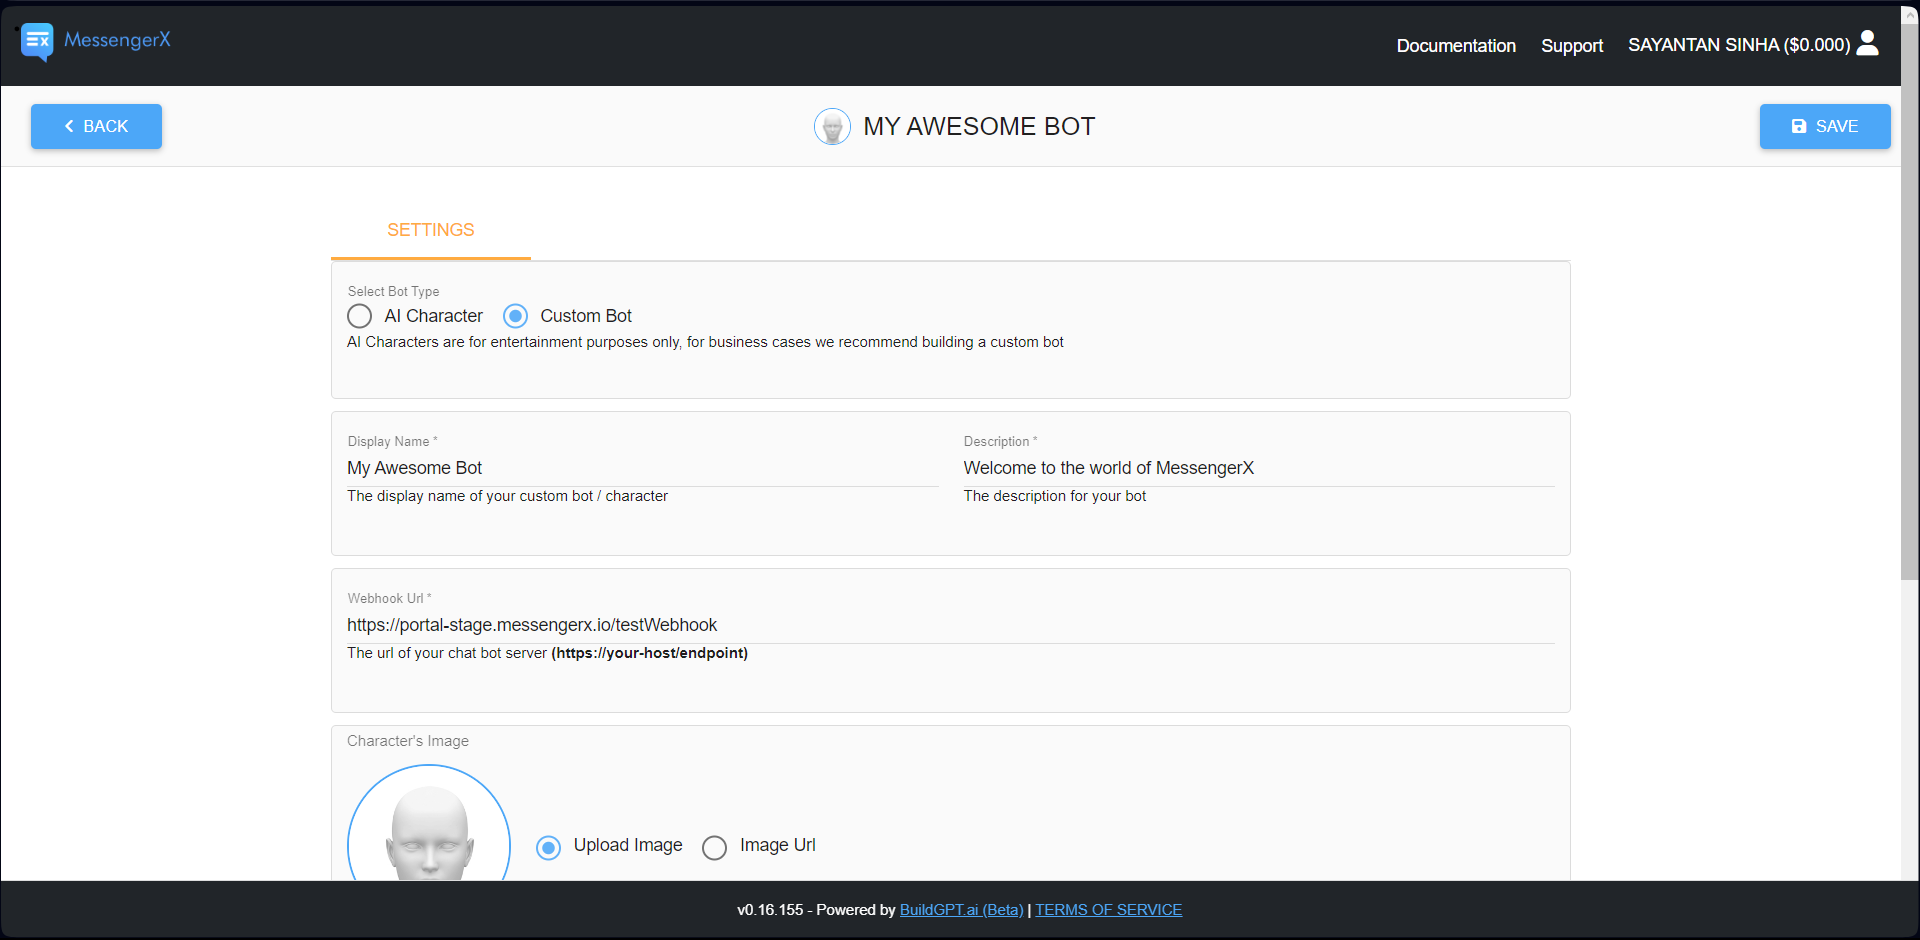 MessengerX
Documentation Support SAYANTAN SINHA ($0.000)
BACK MY AWESOME BOT SAVE
SETTINGS
Select Bot Type
AI Character Custom Bot
AI Characters are for entertainment purposes only, for business cases we recommend building a custom bot
Display Name *
My Awesome Bot
The display name of your custom bot / character
Description *
Welcome to the world of MessengerX
The description for your bot
Webhook Url *
https://portal-stage.messengerx.io/testWebhook
The url of your chat bot server (https://your-host/endpoint)
Character's Image
Upload Image Image Url
v0.16.155 - Powered by BuildGPT.ai (Beta) | TERMS OF SERVICE